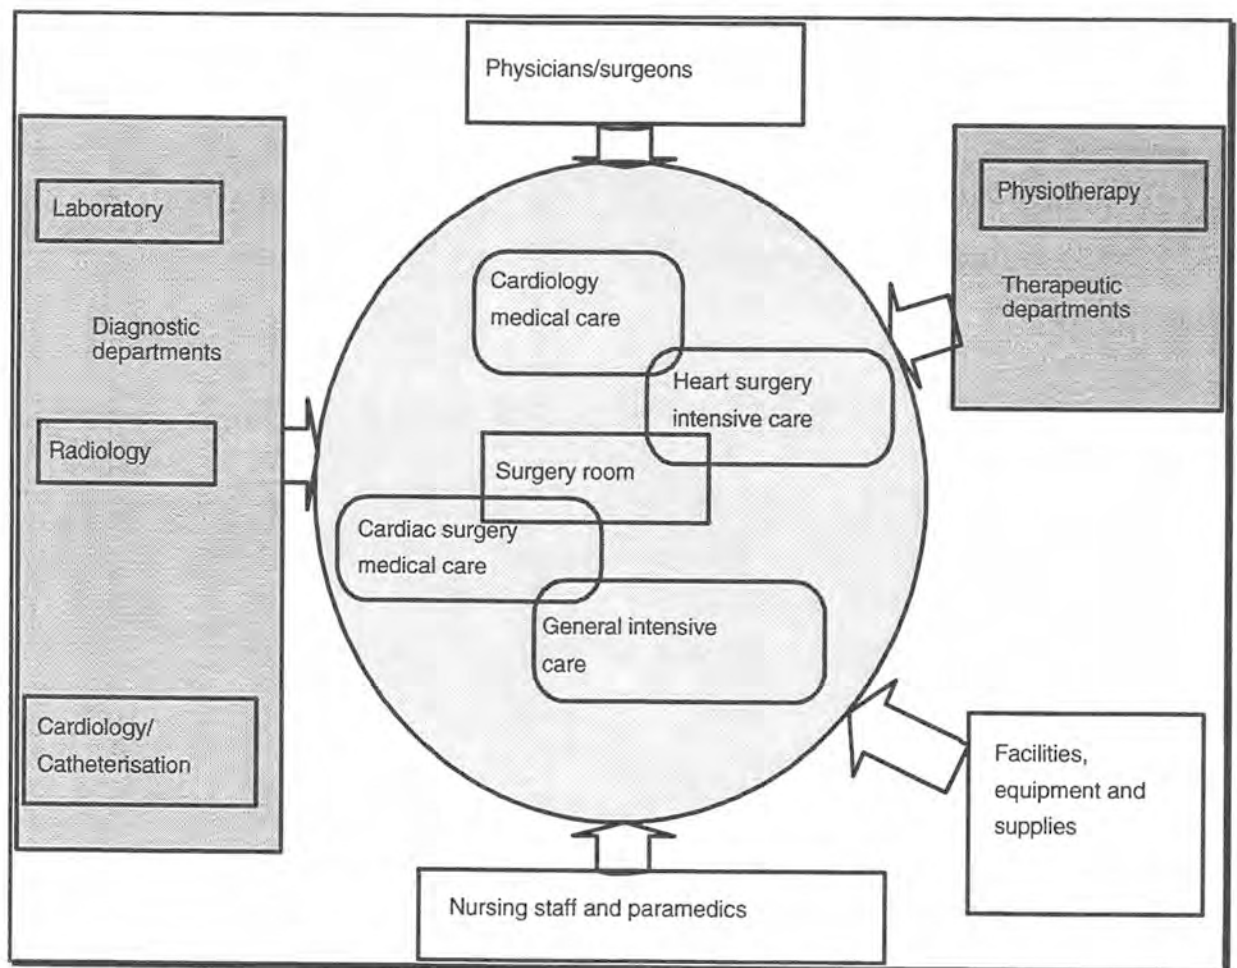 Physicians/surgeons
Laboratory
Diagnostic
departments
Radiology
Cardiology/
Catheterisation
Cardiology
medical care
Heart surgery
intensive care
Surgery room
Cardiac surgery
medical care
General intensive
care
Physiotherapy
Therapeutic
departments
Facilities,
equipment and
supplies
Nursing staff and paramedics